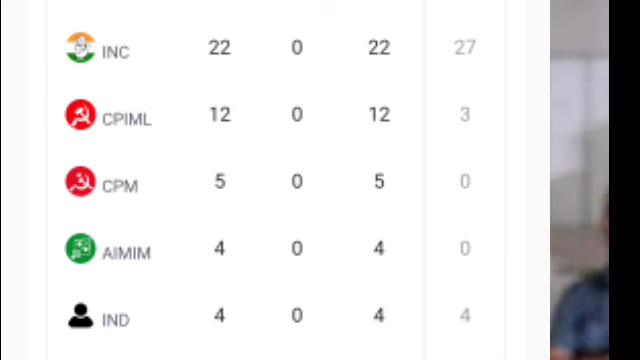 INC 22 0 22 27
CPIML 12 0 12 3
CPM 5 0 5 0
AIMIM 4 0 4 0
IND 4 0 4 4